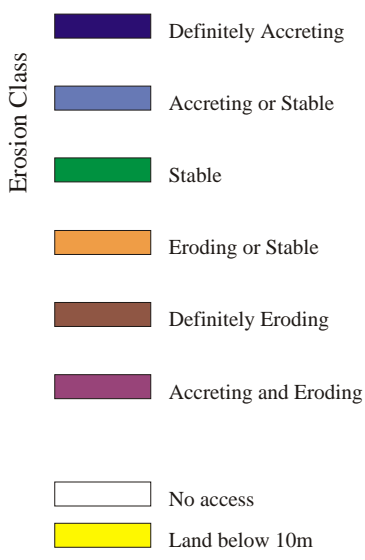 Erosion Class
Definitely Accreting
Accreting or Stable
Stable
Eroding or Stable
Definitely Eroding
Accreting and Eroding
No access
Land below 10m